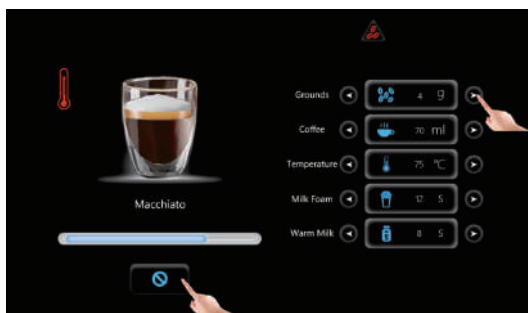 Grounds 4 g
Coffee 70 ml
Temperature 75 °C
Milk Foam 12 S
Warm Milk 8 S
Macchiato